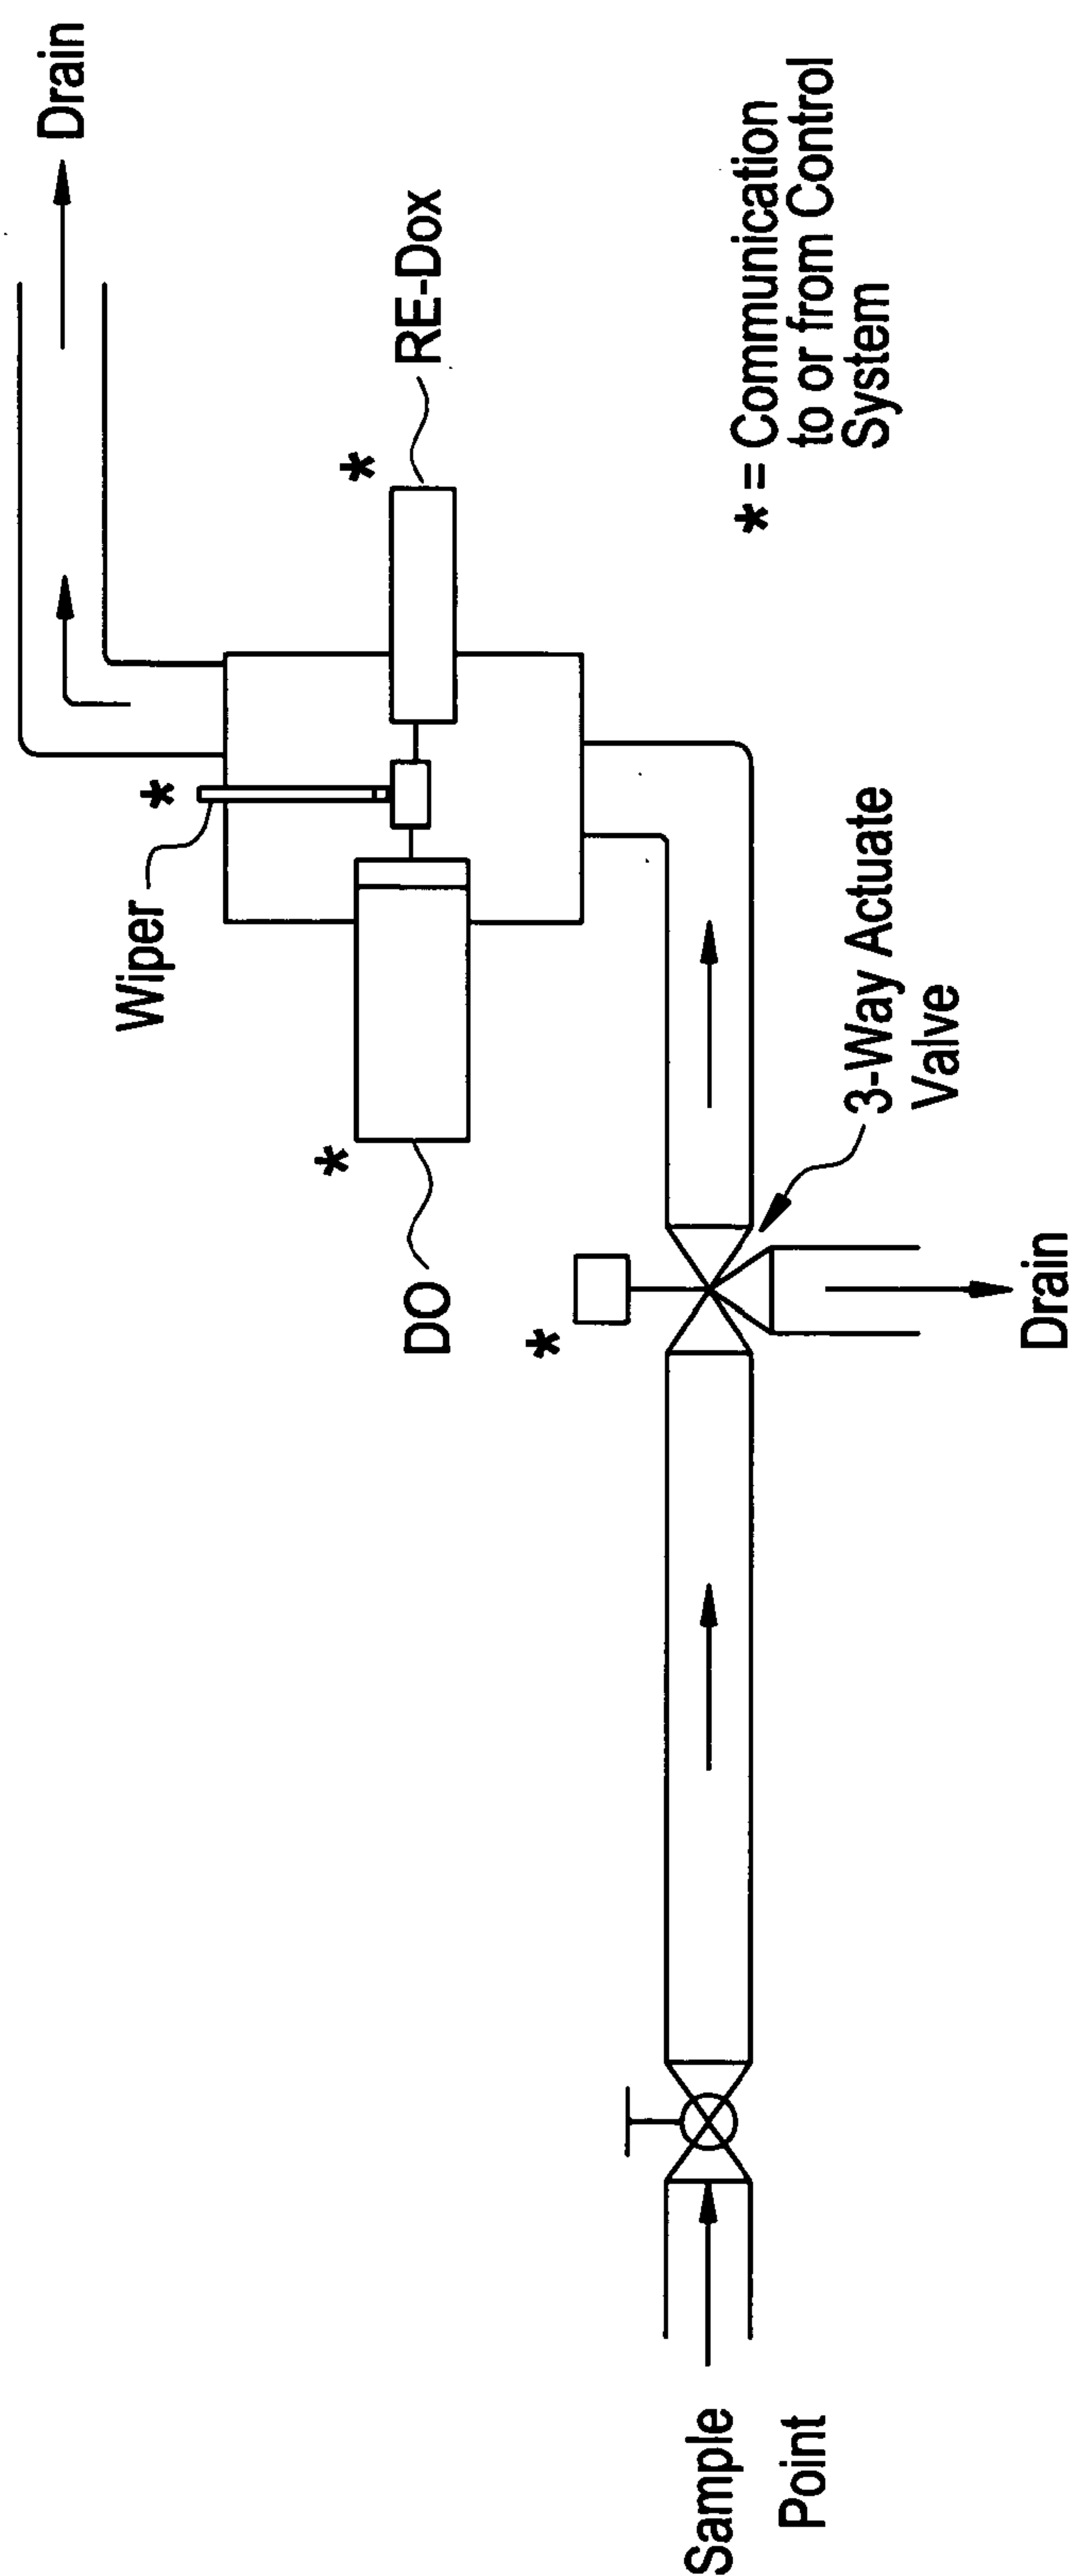 Drain
Wiper
*
*
RE-Dox
*
DO
*
* = Communication
to or from Control
System
3-Way Actuate
Valve
Drain
Sample
Point